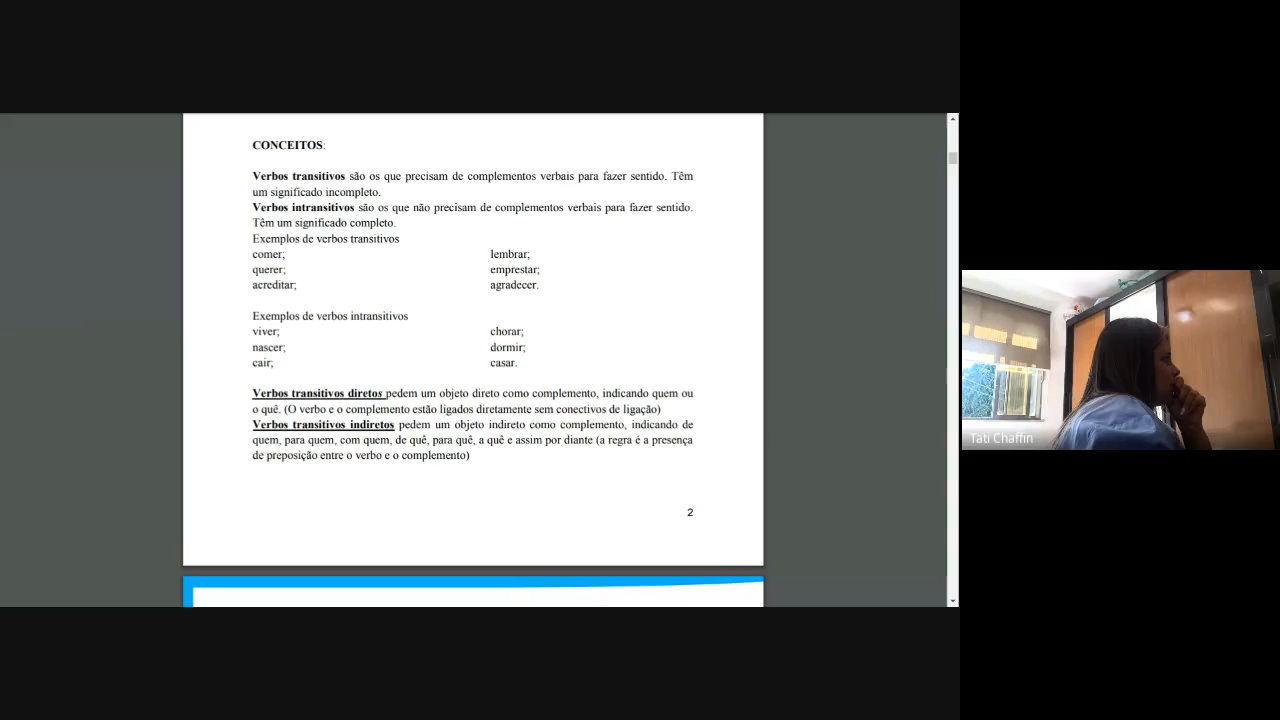 CONCEITOS:
Verbos transitivos são os que precisam de complementos verbais para fazer sentido. Têm
um significado incompleto.
Verbos intransitivos são os que não precisam de complementos verbais para fazer sentido.
Têm um significado completo.
Exemplos de verbos transitivos
comer; lembrar;
querer; emprestar;
acreditar; agradecer.
Exemplos de verbos intransitivos
viver; chorar;
nascer; dormir;
cair; casar.
Verbos transitivos diretos pedem um objeto direto como complemento, indicando quem ou
o quê. (O verbo e o complemento estão ligados diretamente sem conectivos de ligação)
Verbos transitivos indiretos pedem um objeto indireto como complemento, indicando de
quem, para quem, com quem, de quê, para quê, a quê e assim por diante (a regra é a presença
de preposição entre o verbo e o complemento)
2
Tati Chaffin